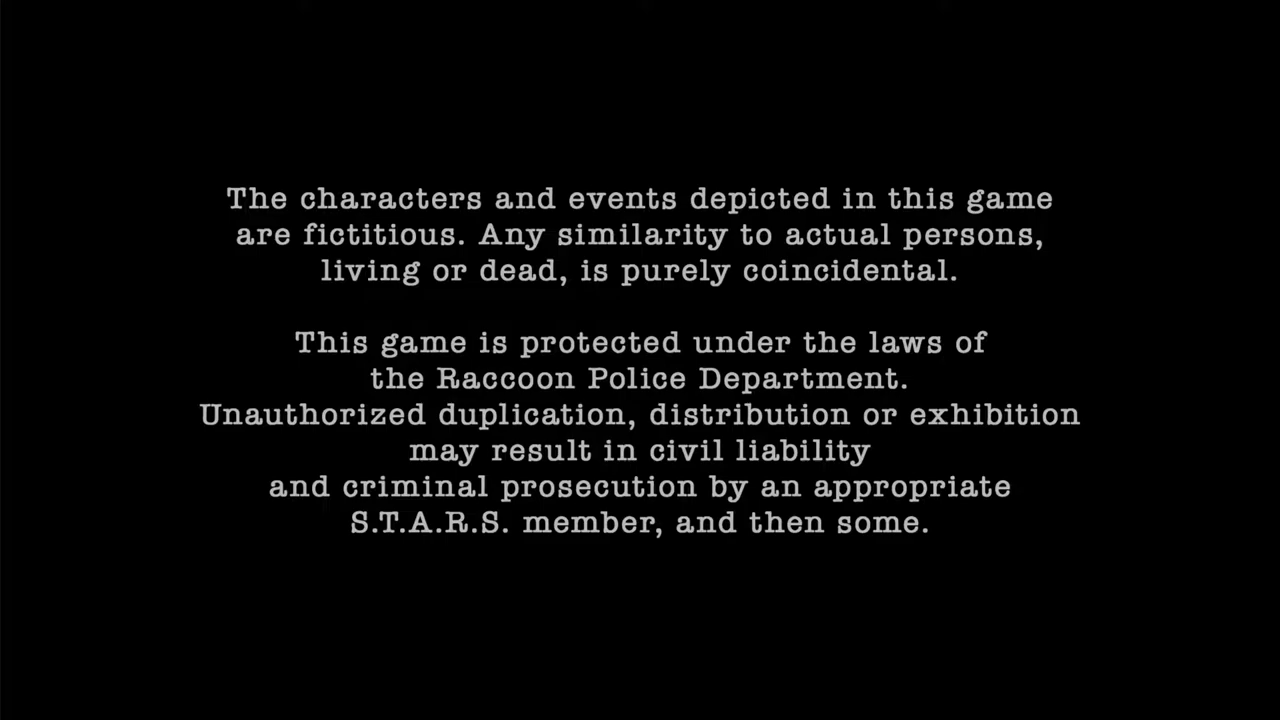 The characters and events depicted in this game
are fictitious. Any similarity to actual persons,
living or dead, is purely coincidental.
This game is protected under the laws of
the Raccoon Police Department.
Unauthorized duplication, distribution or exhibition
may result in civil liability
and criminal prosecution by an appropriate
S.T.A.R.S. member, and then some.